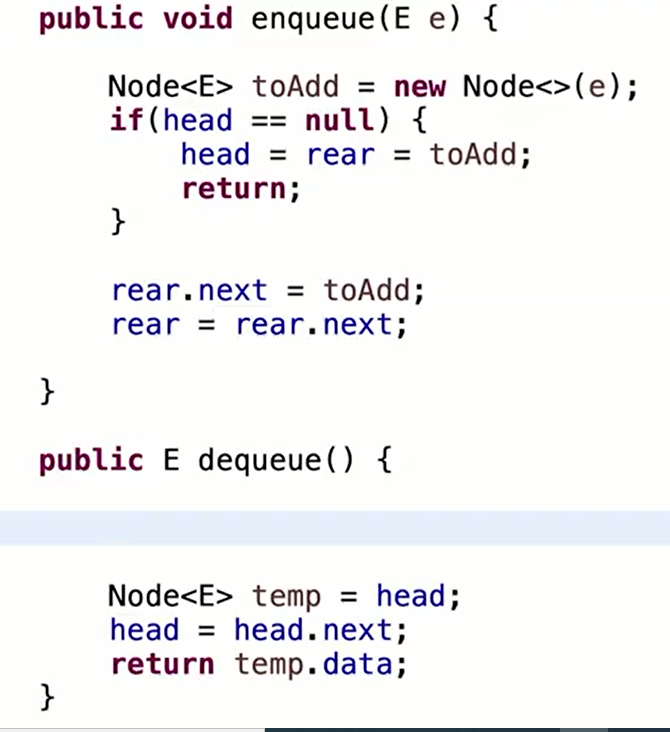 public void enqueue(E e) {
Node<E> toAdd = new Node<>(e);
if(head == null) {
head = rear = toAdd;
return;
}
rear.next = toAdd;
rear = rear.next;
}
public E dequeue() {
Node<E> temp = head;
head = head.next;
return temp.data;
}